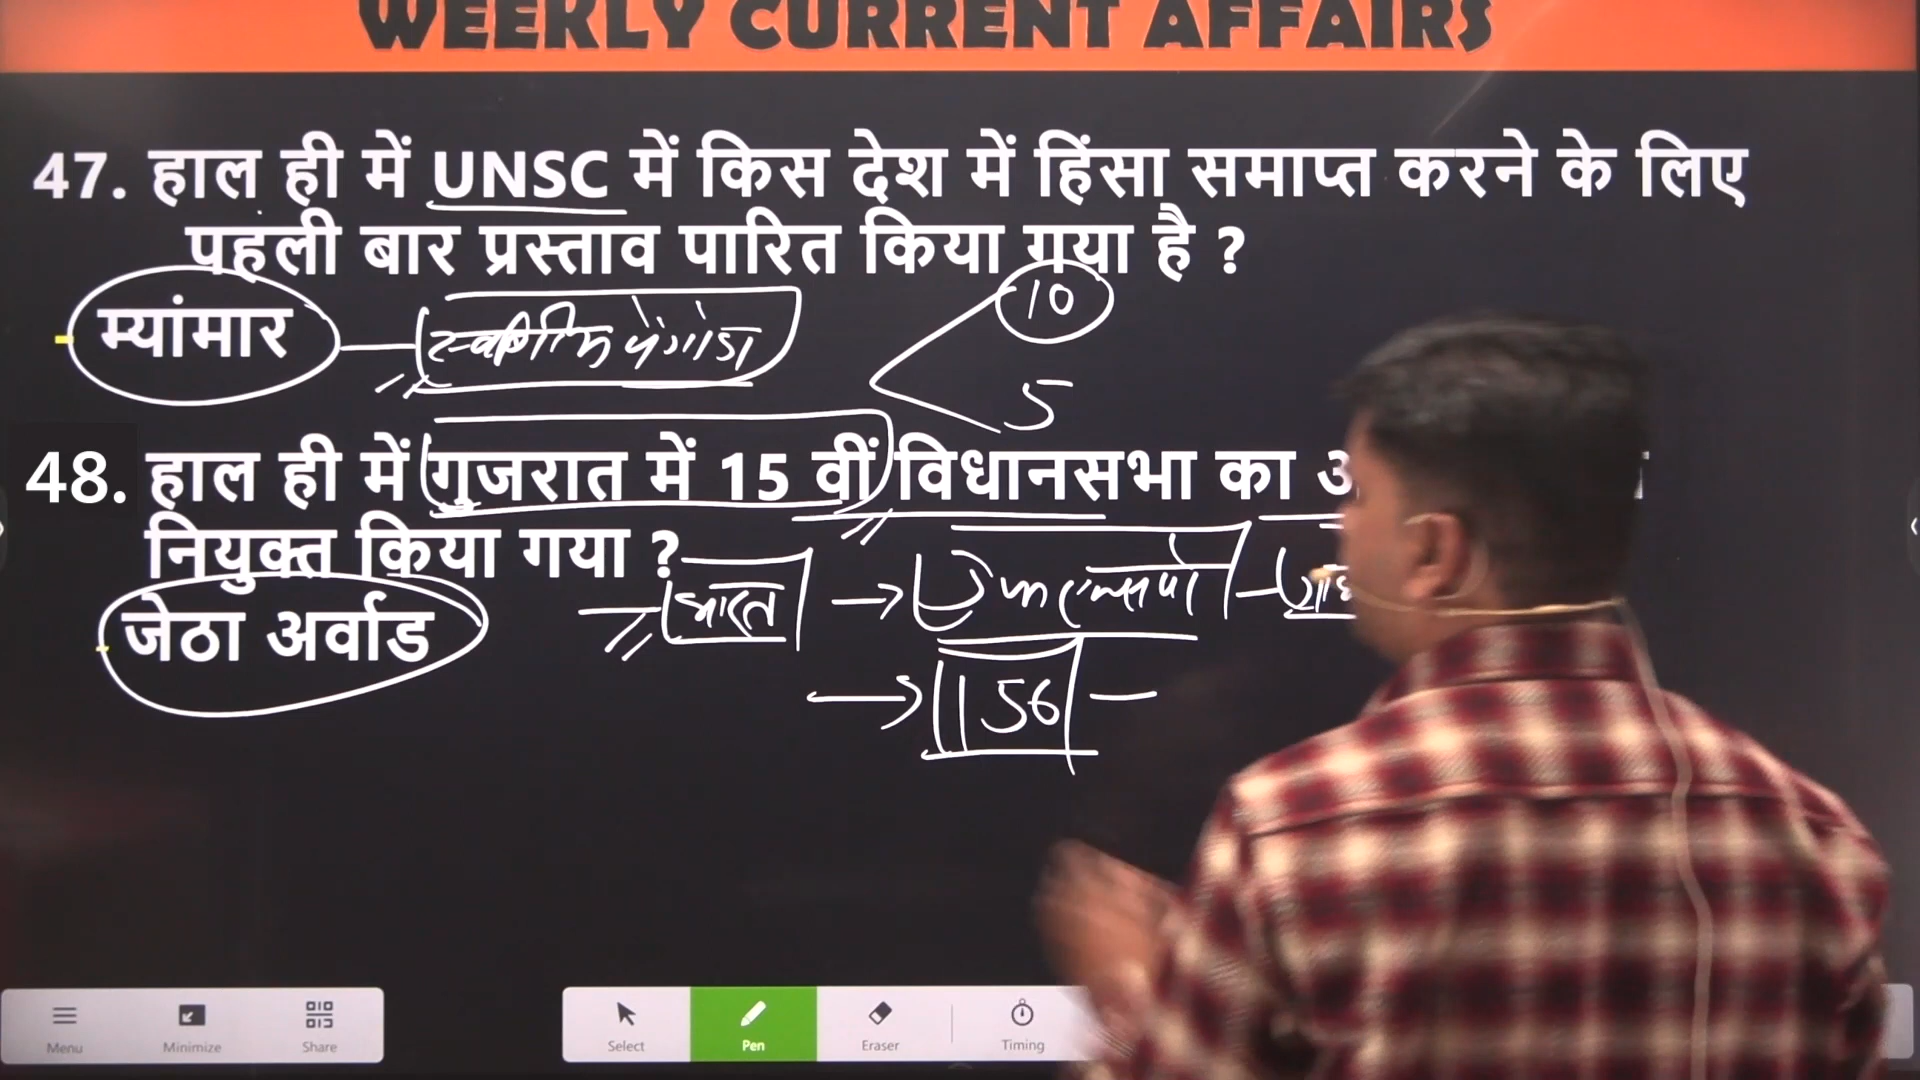 WEEKLY CURRENT AFFAIRS
47. हाल ही में UNSC में किस देश में हिंसा समाप्त करने के लिए
पहली बार प्रस्ताव पारित किया गया है ?
10
म्यांमार
5
48. हाल ही में गुजरात में 15 वीं विधानसभा का
नियुक्त किया गया ?
भारत
जेठा अर्वाड
156
Menu
Minimize
Share
Select
Pen
Eraser
Timing